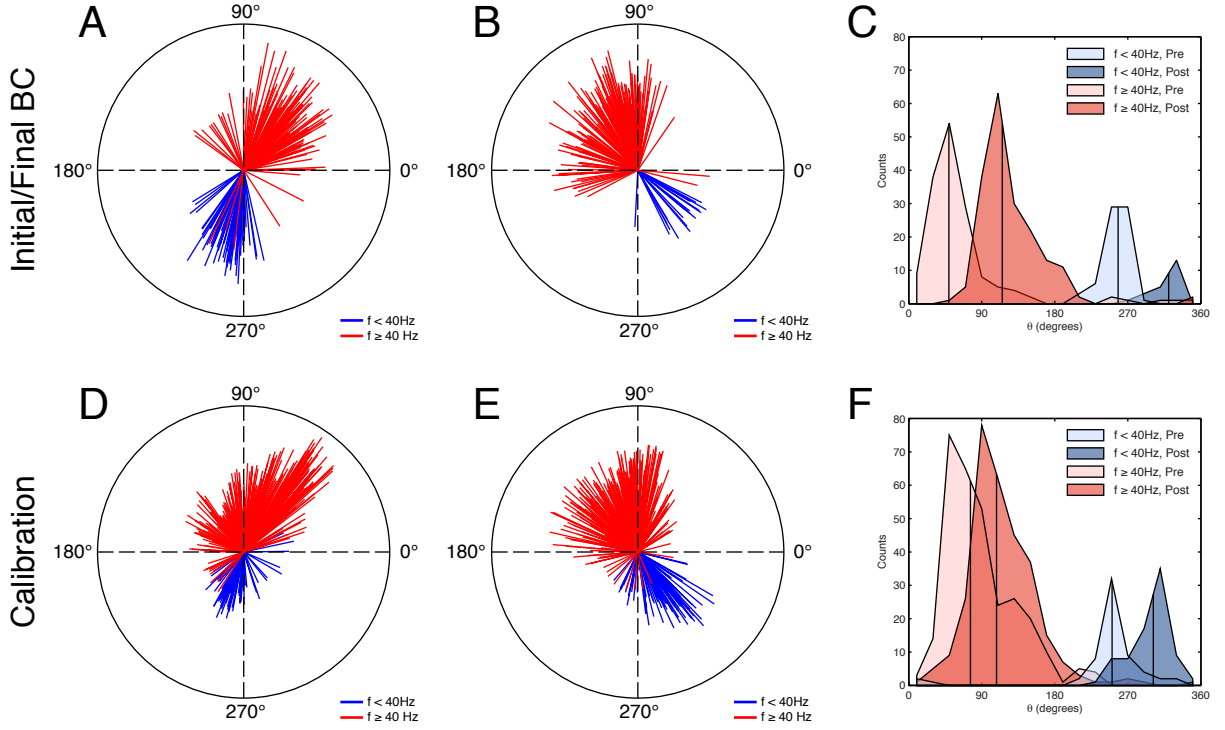 A
B
C
Initial/Final BC
90°
180°
0°
270°
f < 40Hz
f ≥ 40 Hz
90°
180°
0°
270°
f < 40Hz
f ≥ 40 Hz
80
70
60
50
40
30
20
10
0
Counts
0
90
180
270
360
θ (degrees)
f < 40Hz, Pre
f < 40Hz, Post
f ≥ 40Hz, Pre
f ≥ 40Hz, Post
D
E
F
Calibration
90°
180°
0°
270°
f < 40Hz
f ≥ 40 Hz
90°
180°
0°
270°
f < 40Hz
f ≥ 40 Hz
80
70
60
50
40
30
20
10
0
Counts
0
90
180
270
360
θ (degrees)
f < 40Hz, Pre
f < 40Hz, Post
f ≥ 40Hz, Pre
f ≥ 40Hz, Post